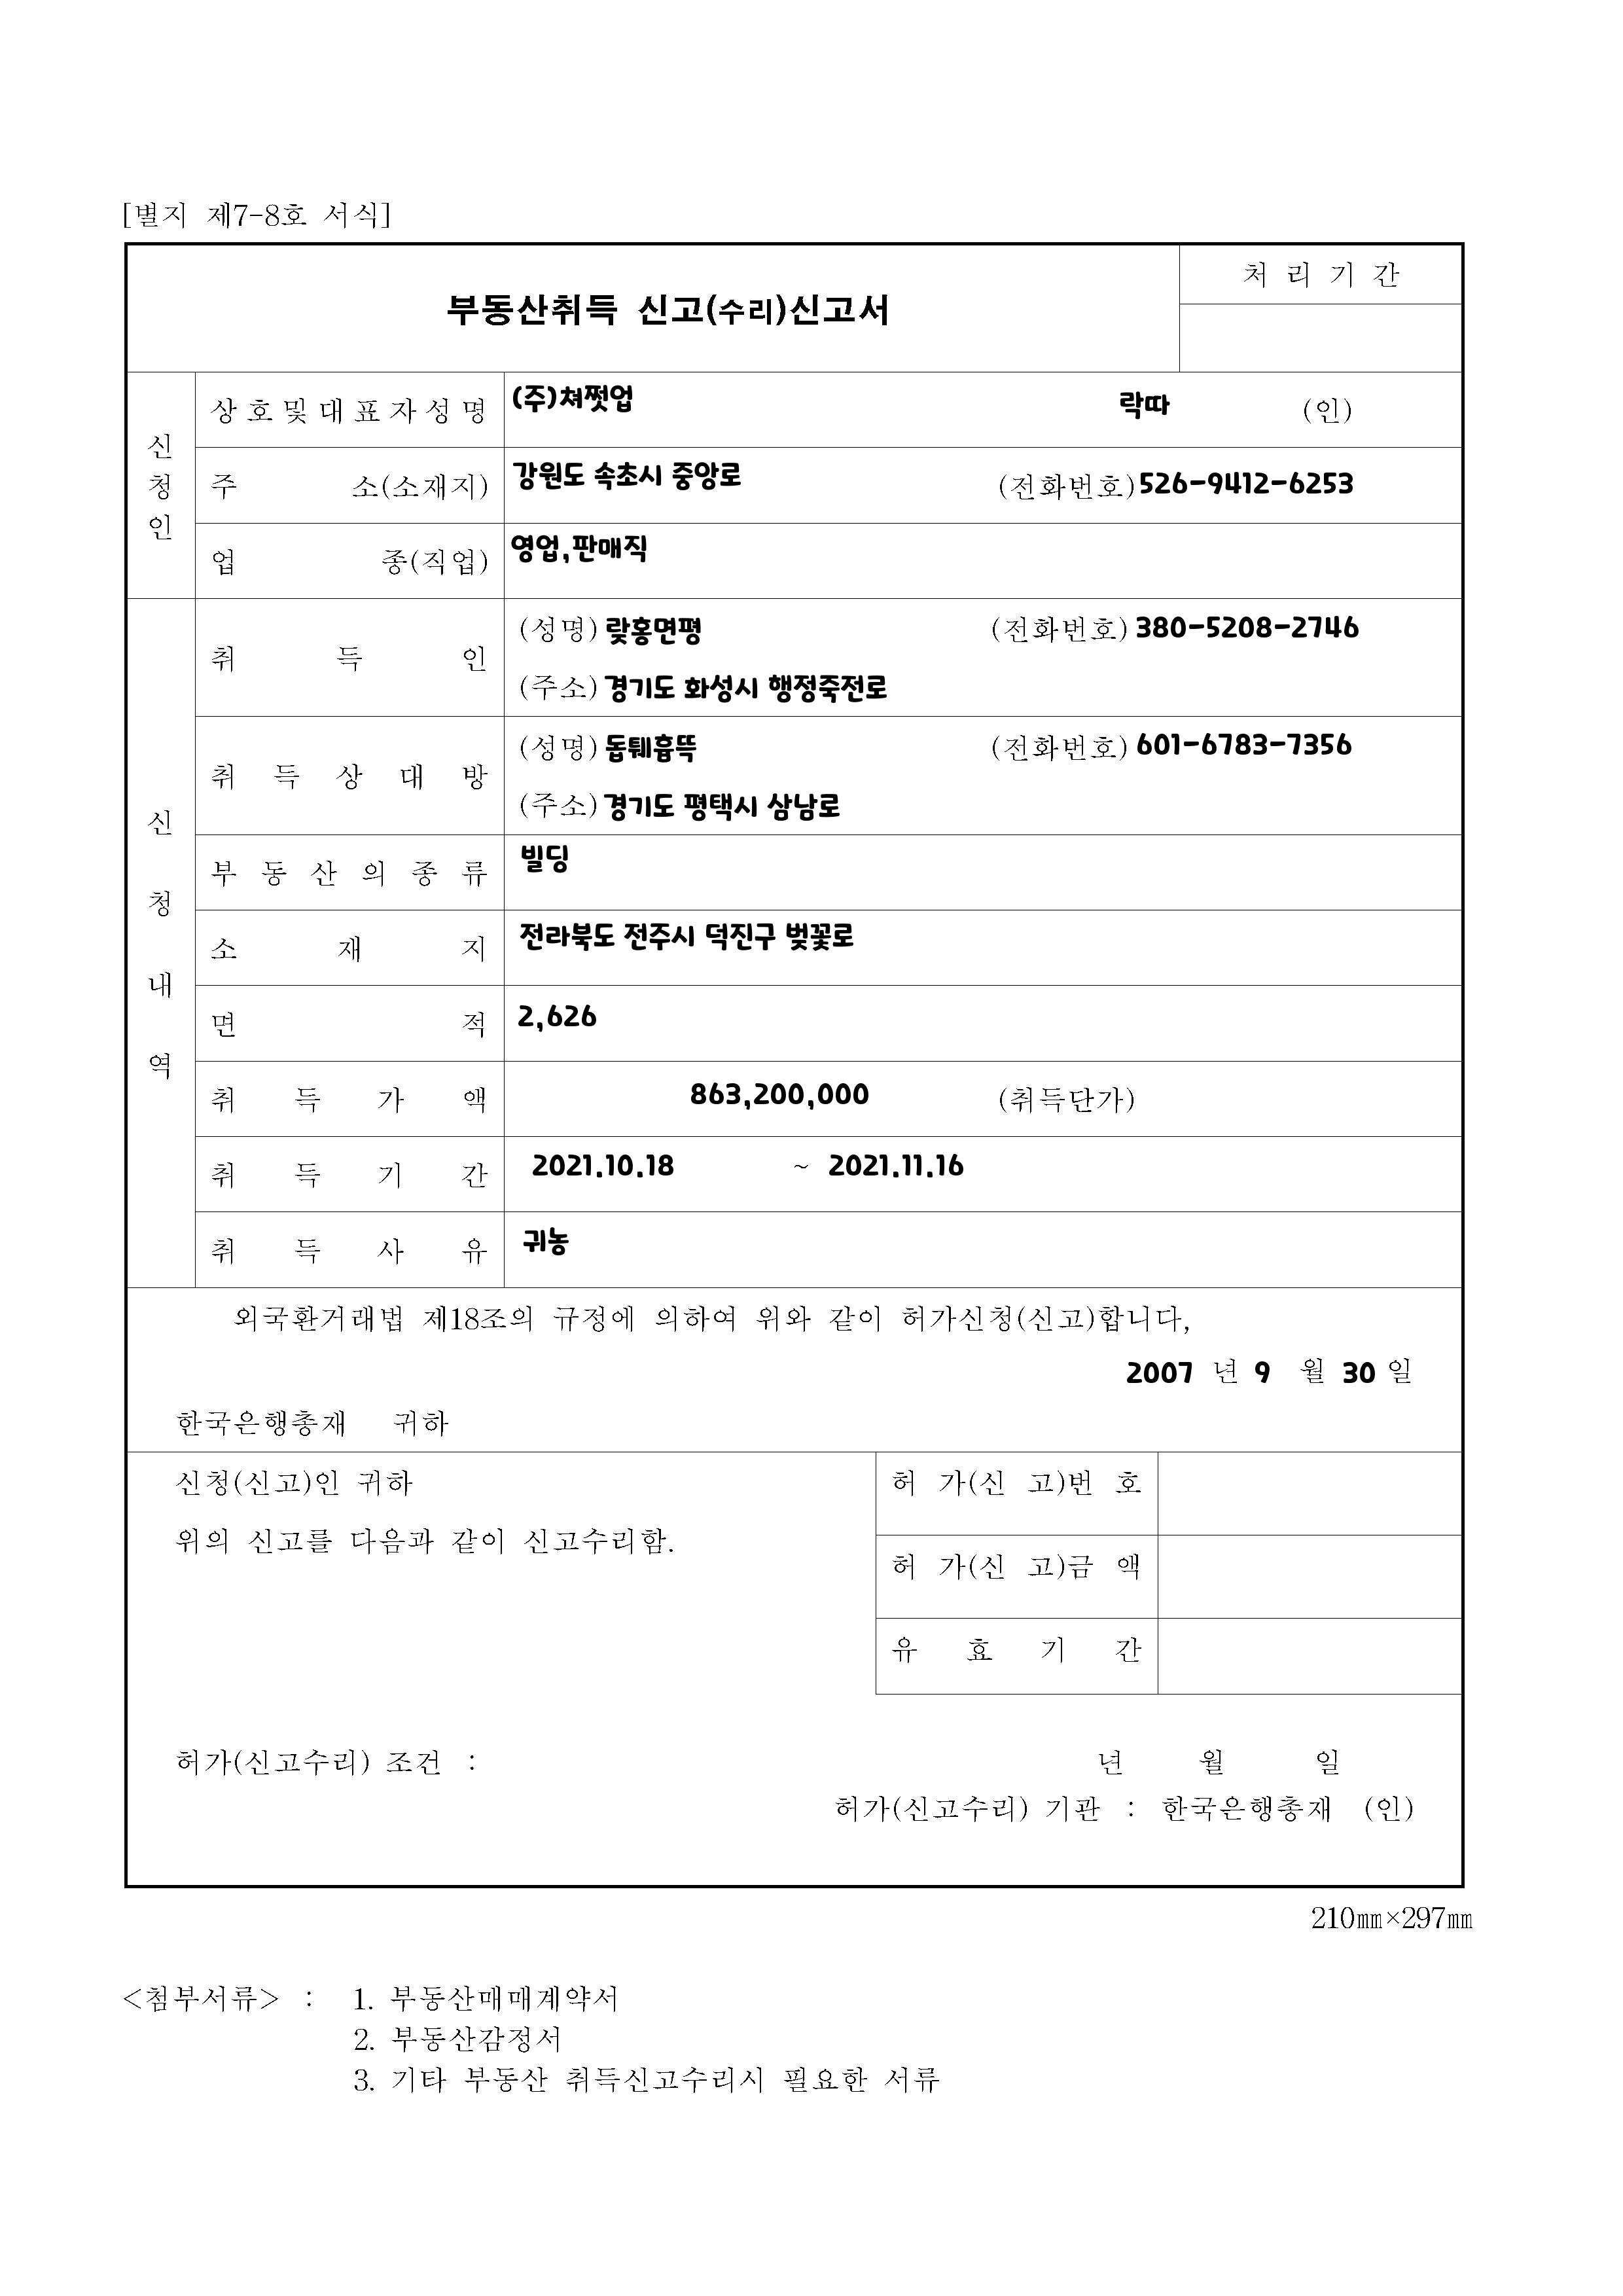 [별지 제7-8호 서식]
부동산취득 신고(수리)신고서
처 리 기 간
신청인
상호및대표자성명 (주)쳐쩟업 락따 (인)
주 소(소재지) 강원도 속초시 중앙로 (전화번호) 526-9412-6253
업 종(직업) 영업,판매직
신청내역
취 득 인 (성명) 랒홍면평 (전화번호) 380-5208-2746
(주소) 경기도 화성시 행정죽전로
취 득 상 대 방 (성명) 돕퉤흄뚝 (전화번호) 601-6783-7356
(주소) 경기도 평택시 삼남로
부 동 산 의 종 류 빌딩
소 재 지 전라북도 전주시 덕진구 벚꽃로
면 적 2,626
취 득 가 액 863,200,000 (취득단가)
취 득 기 간 2021.10.18 ~ 2021.11.16
취 득 사 유 귀농
외국환거래법 제18조의 규정에 의하여 위와 같이 허가신청(신고)합니다,
2007 년 9 월 30 일
한국은행총재 귀하
신청(신고)인 귀하
위의 신고를 다음과 같이 신고수리함.
허 가(신 고)번 호
허 가(신 고)금 액
유 효 기 간
허가(신고수리) 조건 : 년 월 일
허가(신고수리) 기관 : 한국은행총재 (인)
210㎜×297㎜
<첨부서류> : 1. 부동산매매계약서
2. 부동산감정서
3. 기타 부동산 취득신고수리시 필요한 서류